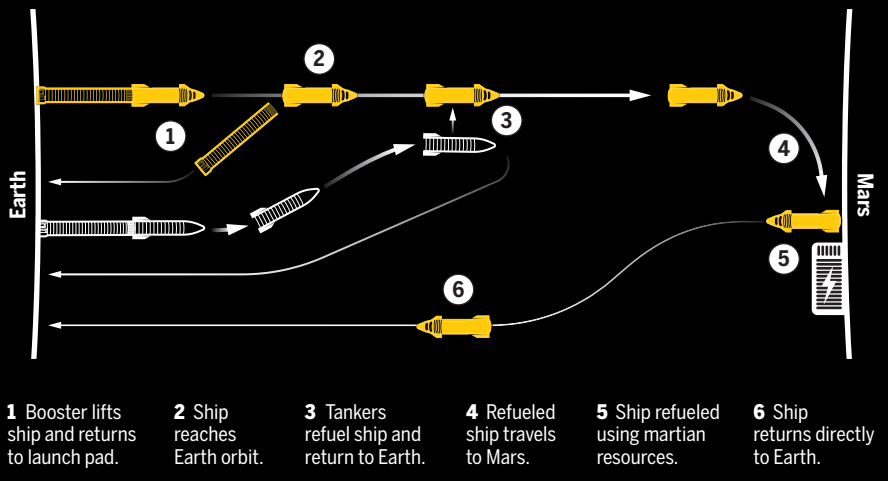 2
1
3
4
Earth
Mars
5
6
1 Booster lifts
ship and returns
to launch pad.
2 Ship
reaches
Earth orbit.
3 Tankers
refuel ship and
return to Earth.
4 Refueled
ship travels
to Mars.
5 Ship refueled
using martian
resources.
6 Ship
returns directly
to Earth.